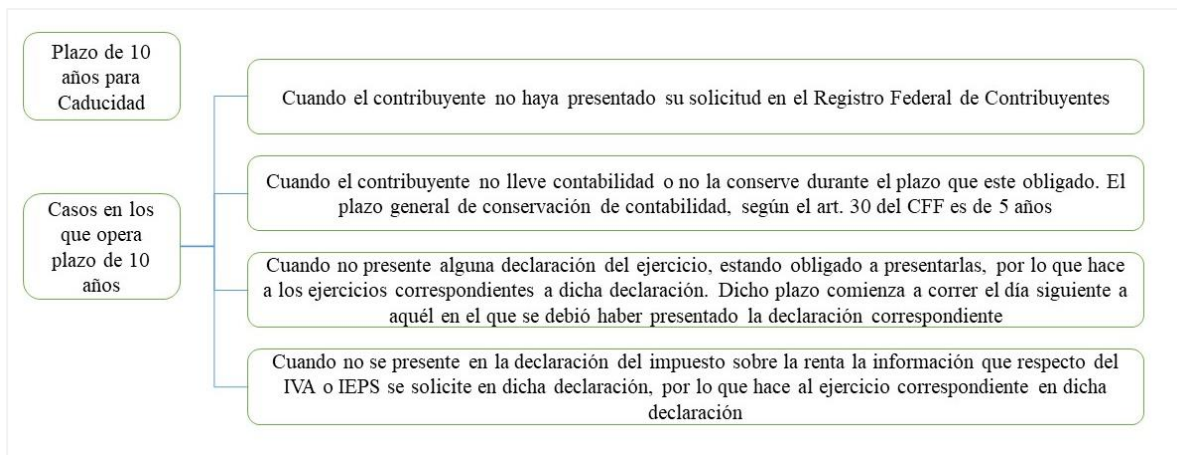 Plazo de 10
años para
Caducidad
Cuando el contribuyente no haya presentado su solicitud en el Registro Federal de Contribuyentes
Cuando el contribuyente no lleve contabilidad o no la conserve durante el plazo que este obligado. El
plazo general de conservación de contabilidad, según el art. 30 del CFF es de 5 años
Casos en los
que opera
plazo de 10
años
Cuando no presente alguna declaración del ejercicio, estando obligado a presentarlas, por lo que hace
a los ejercicios correspondientes a dicha declaración. Dicho plazo comienza a correr el día siguiente a
aquél en el que se debió haber presentado la declaración correspondiente
Cuando no se presente en la declaración del impuesto sobre la renta la información que respecto del
IVA o IEPS se solicite en dicha declaración, por lo que hace al ejercicio correspondiente en dicha
declaración